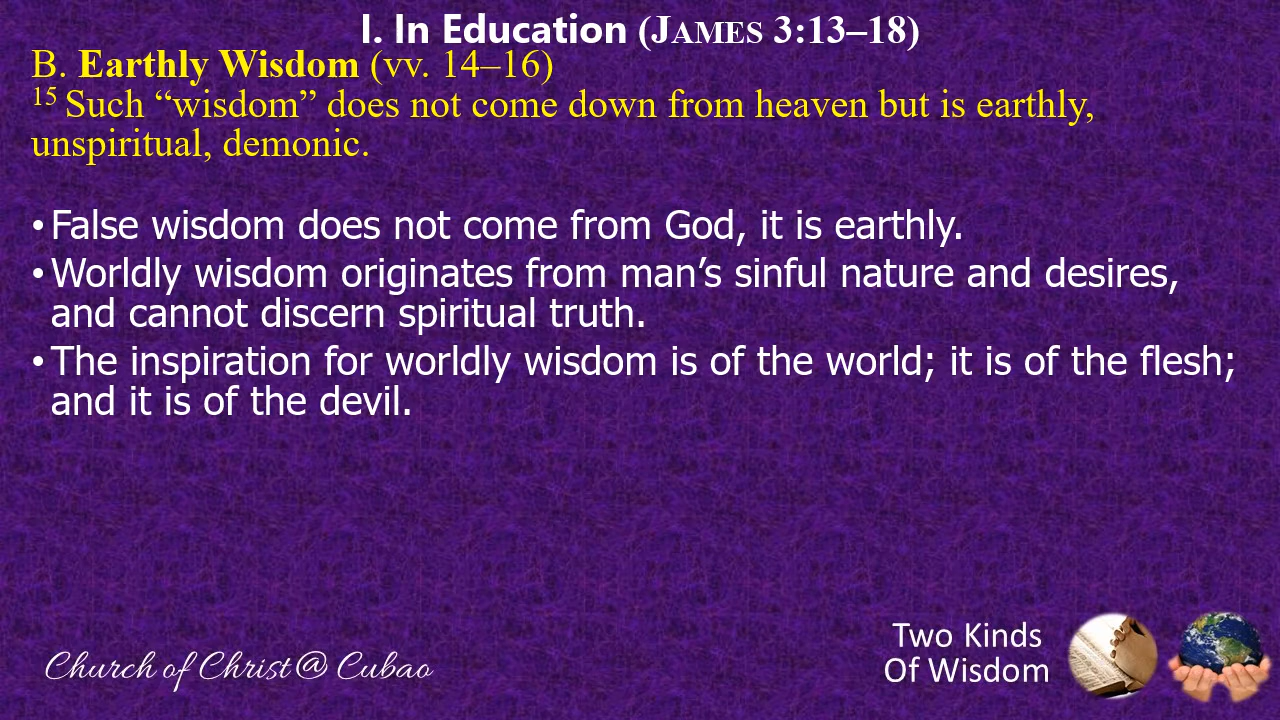 I. In Education (JAMES 3:13–18)
B. Earthly Wisdom (vv. 14–16)
15 Such “wisdom” does not come down from heaven but is earthly,
unspiritual, demonic.
• False wisdom does not come from God, it is earthly.
• Worldly wisdom originates from man’s sinful nature and desires,
and cannot discern spiritual truth.
• The inspiration for worldly wisdom is of the world; it is of the flesh;
and it is of the devil.
Church of Christ@ Cubao
Two Kinds
Of Wisdom